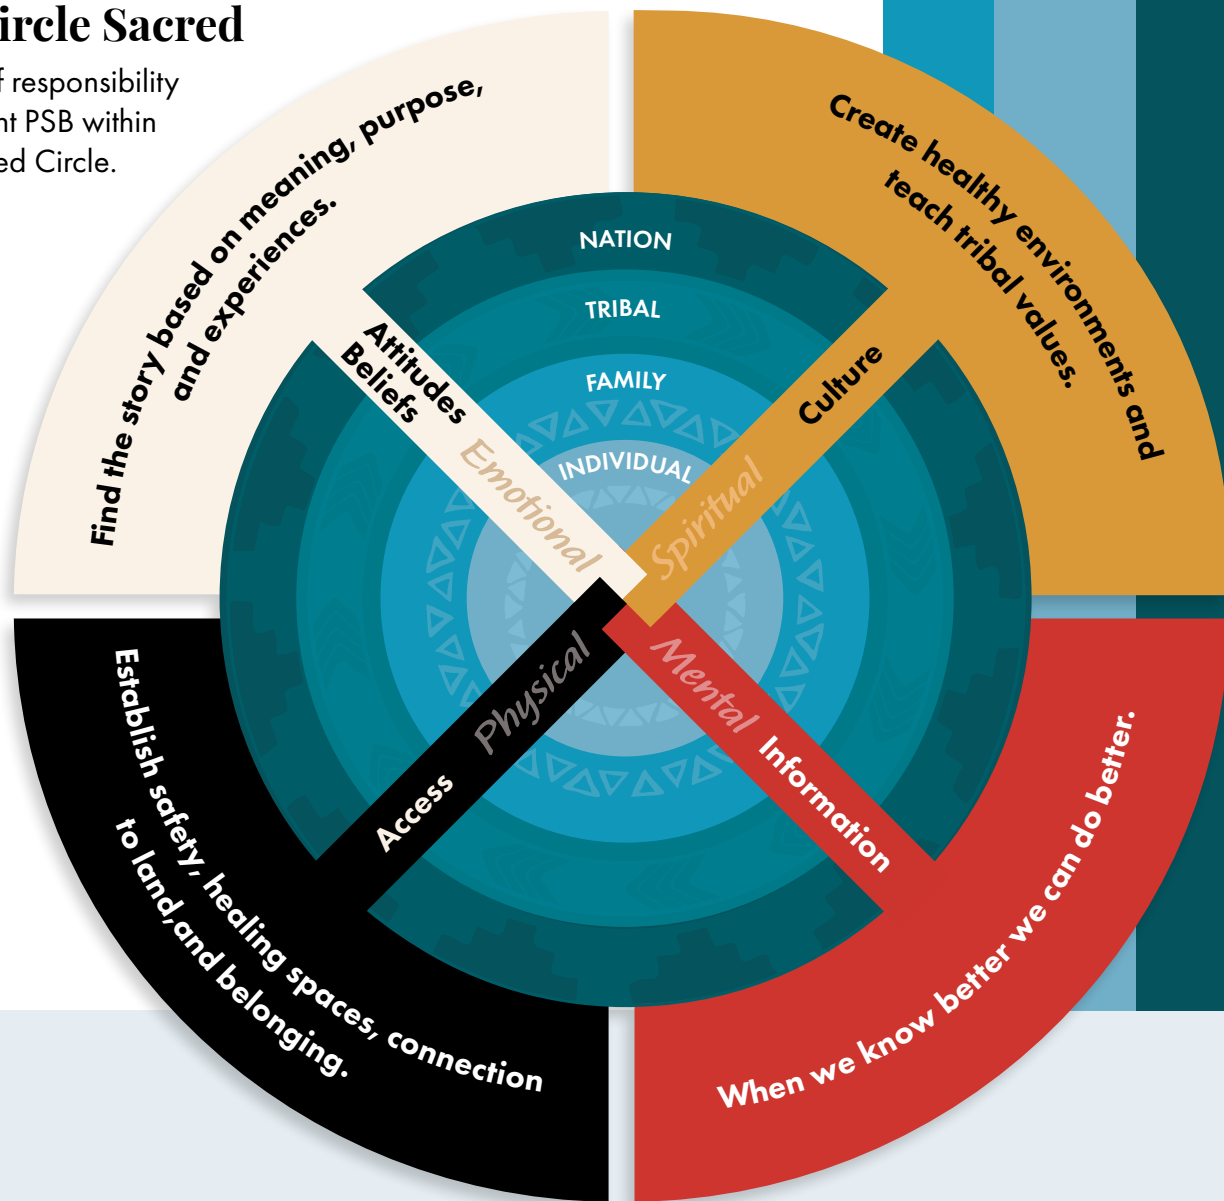 ircle Sacred
f responsibility
nt PSB within
ed Circle.
Find the story based on meaning, purpose,
and experiences.
Create healthy environments and
teach tribal values.
NATION
TRIBAL
FAMILY
INDIVIDUAL
Attitudes
Beliefs
Emotional
Culture
Spiritual
Physical
Access
Mental
Information
Establish safety, healing spaces, connection
to land,and belonging.
When we know better we can do better.